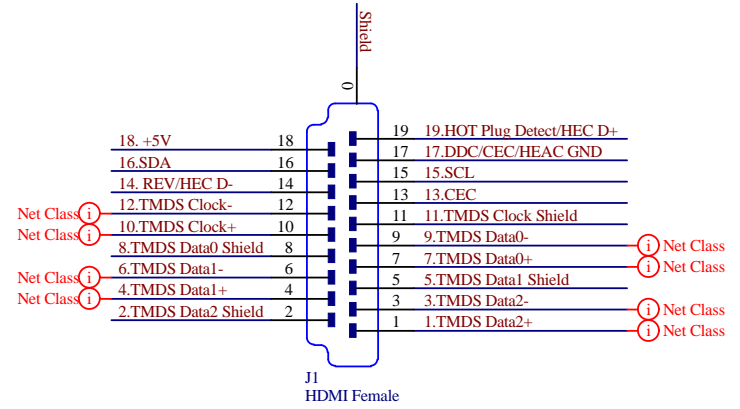 Shield
0
18. +5V 18
16.SDA 16
14. REV/HEC D- 14
Net Class i 12.TMDS Clock- 12
Net Class i 10.TMDS Clock+ 10
8.TMDS Data0 Shield 8
Net Class i 6.TMDS Data1- 6
Net Class i 4.TMDS Data1+ 4
2.TMDS Data2 Shield 2
19 19.HOT Plug Detect/HEC D+
17 17.DDC/CEC/HEAC GND
15 15.SCL
13 13.CEC
11 11.TMDS Clock Shield
9 9.TMDS Data0- i Net Class
7 7.TMDS Data0+ i Net Class
5 5.TMDS Data1 Shield
3 3.TMDS Data2- i Net Class
1 1.TMDS Data2+ i Net Class
J1
HDMI Female